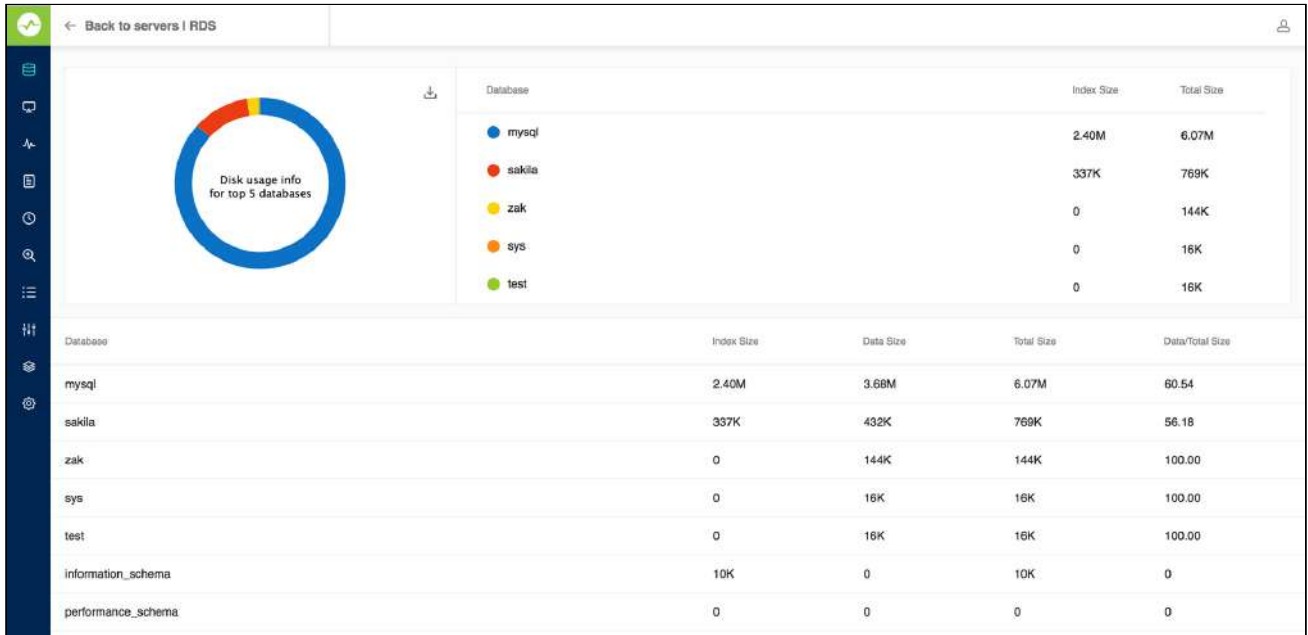 ← Back to servers | RDS
Disk usage info
for top 5 databases
Database Index Size Total Size
mysql 2.40M 6.07M
sakila 337K 769K
zak 0 144K
sys 0 16K
test 0 16K
Database Index Size Data Size Total Size Data/Total Size
mysql 2.40M 3.68M 6.07M 60.54
sakila 337K 432K 769K 56.18
zak 0 144K 144K 100.00
sys 0 16K 16K 100.00
test 0 16K 16K 100.00
information_schema 10K 0 10K 0
performance_schema 0 0 0 0